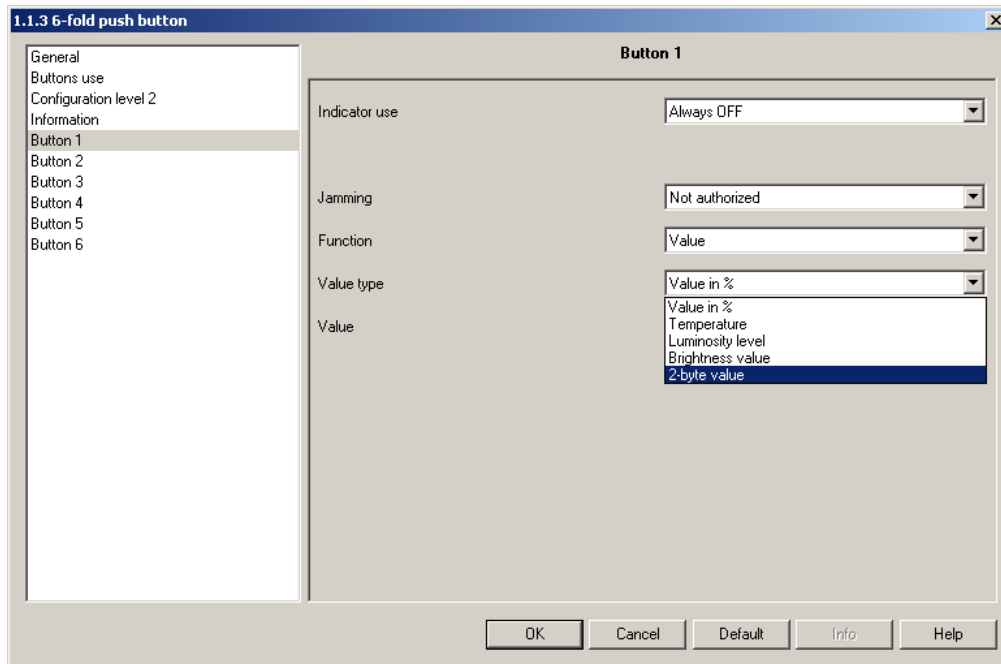 1.1.3 6-fold push button
General
Buttons use
Configuration level 2
Information
Button 1
Button 2
Button 3
Button 4
Button 5
Button 6
Button 1
Indicator use
Always OFF
Jamming
Not authorized
Function
Value
Value type
Value in %
Value in %
Temperature
Luminosity level
Brightness value
2-byte value
Value
OK
Cancel
Default
Info
Help